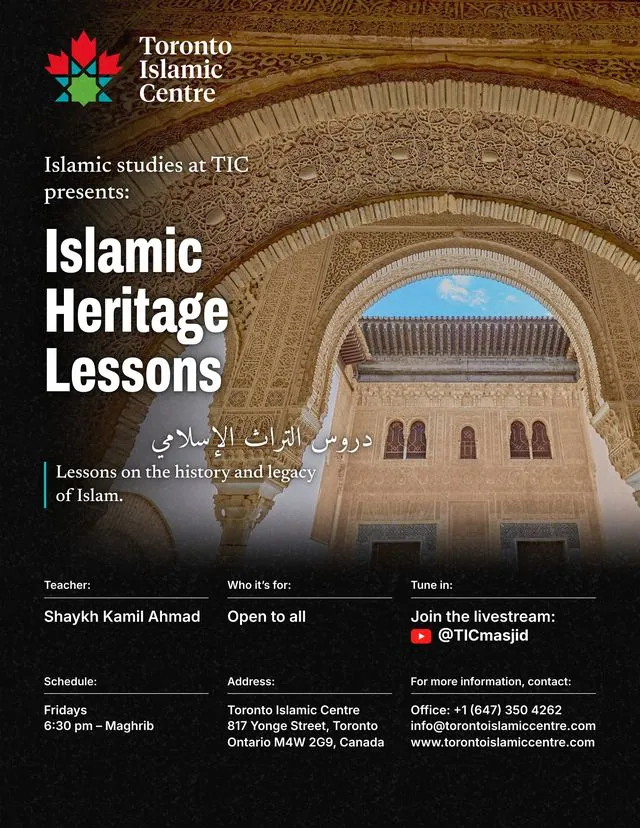 Toronto
Islamic
Centre
Islamic studies at TIC
presents:
Islamic
Heritage
Lessons
دروس التراث الإسلامي
Lessons on the history and legacy
of Islam.
Teacher:
Shaykh Kamil Ahmad
Who it's for:
Open to all
Tune in:
Join the livestream:
@TICmasjid
Schedule:
Fridays
6:30 pm – Maghrib
Address:
Toronto Islamic Centre
817 Yonge Street, Toronto
Ontario M4W 2G9, Canada
For more information, contact:
Office: +1 (647) 350 4262
info@torontoislamiccentre.com
www.torontoislamiccentre.com